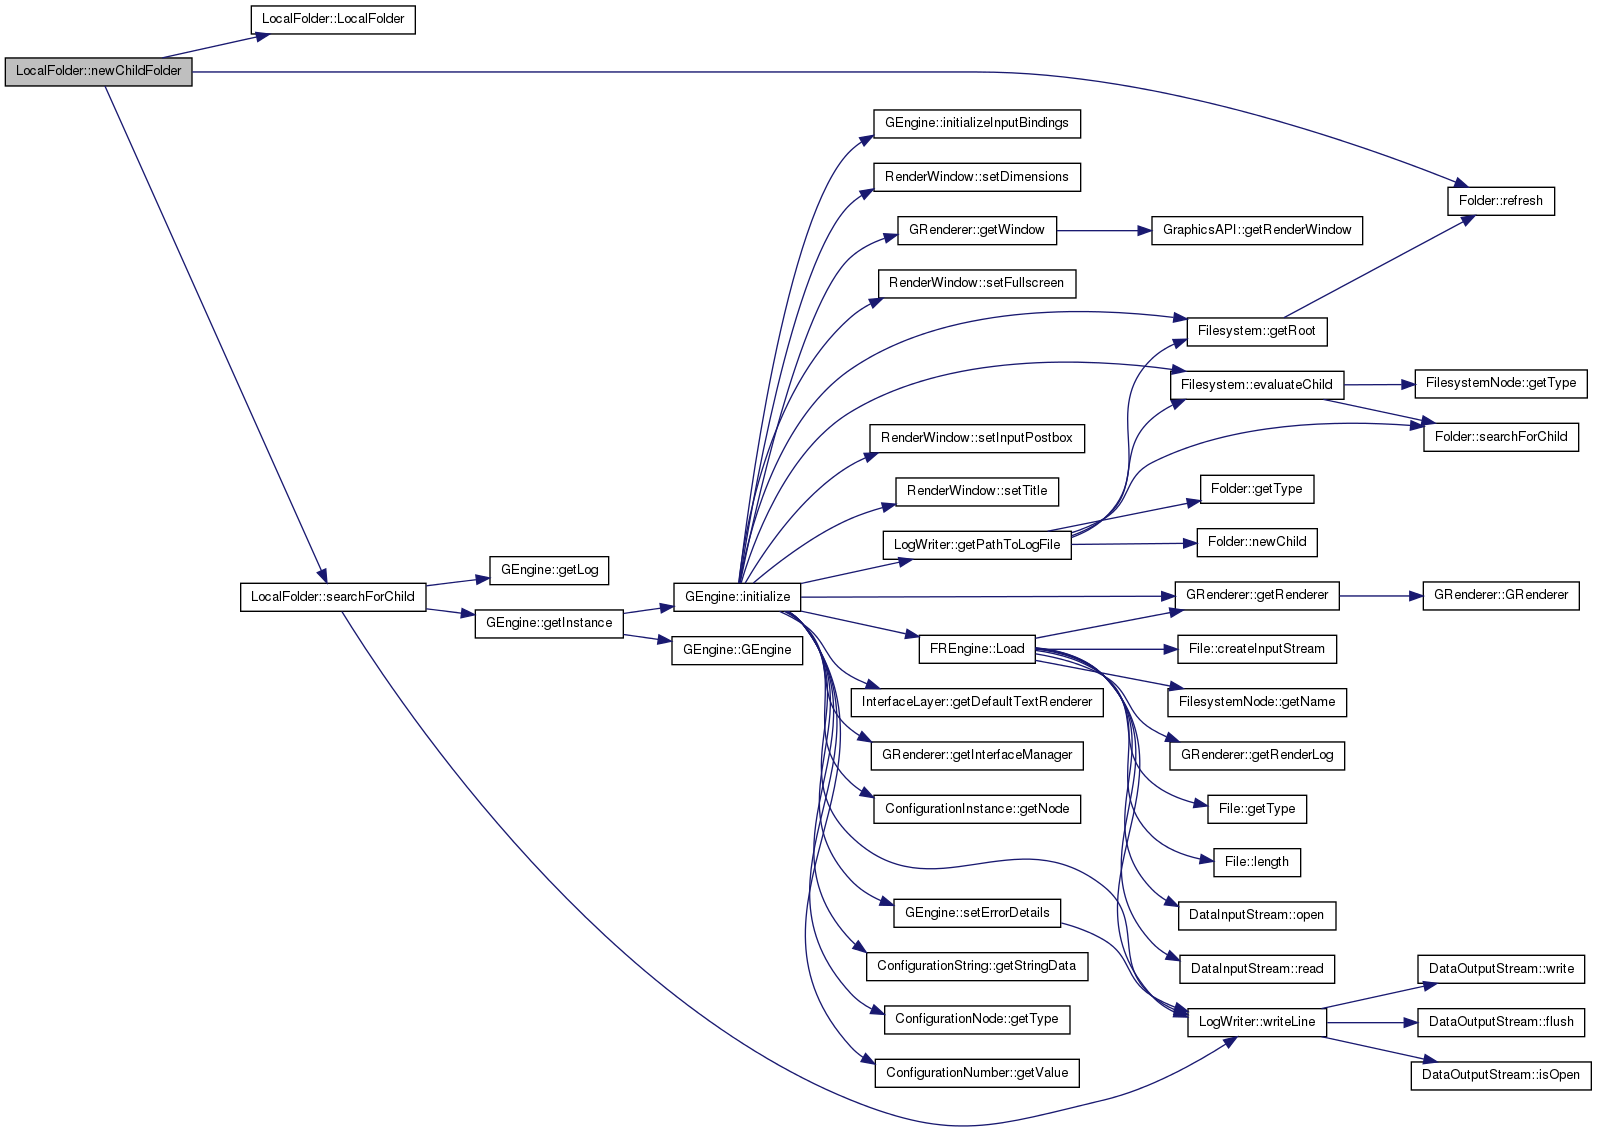 LocalFolder::LocalFolder
LocalFolder::newChildFolder
GEngine::initializeInputBindings
RenderWindow::setDimensions
Folder::refresh
GRenderer::getWindow
GraphicsAPI::getRenderWindow
RenderWindow::setFullscreen
Filesystem::getRoot
Filesystem::evaluateChild
FilesystemNode::getType
RenderWindow::setInputPostbox
Folder::searchForChild
RenderWindow::setTitle
Folder::getType
LogWriter::getPathToLogFile
Folder::newChild
GEngine::getLog
LocalFolder::searchForChild
GEngine::initialize
GRenderer::getRenderer
GRenderer::GRenderer
GEngine::getInstance
GEngine::GEngine
FREngine::Load
File::createInputStream
InterfaceLayer::getDefaultTextRenderer
FilesystemNode::getName
GRenderer::getInterfaceManager
GRenderer::getRenderLog
ConfigurationInstance::getNode
File::getType
File::length
GEngine::setErrorDetails
DataInputStream::open
ConfigurationString::getStringData
DataInputStream::read
DataOutputStream::write
ConfigurationNode::getType
LogWriter::writeLine
DataOutputStream::flush
ConfigurationNumber::getValue
DataOutputStream::isOpen